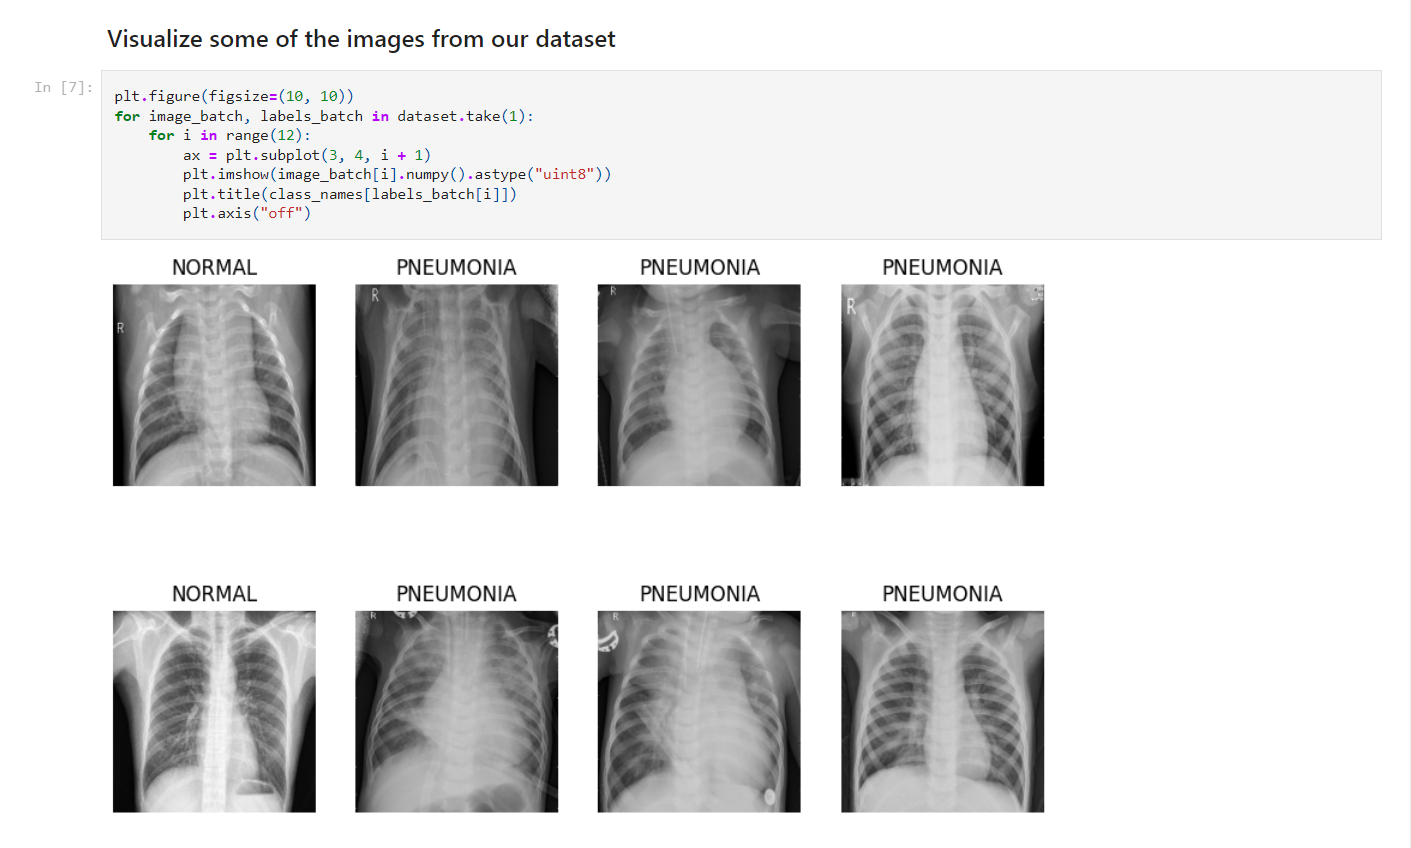 Visualize some of the images from our dataset
In [7]:
plt.figure(figsize=(10, 10))
for image_batch, labels_batch in dataset.take(1):
    for i in range(12):
        ax = plt.subplot(3, 4, i + 1)
        plt.imshow(image_batch[i].numpy().astype("uint8"))
        plt.title(class_names[labels_batch[i]])
        plt.axis("off")
NORMAL PNEUMONIA PNEUMONIA PNEUMONIA
R R R R
NORMAL PNEUMONIA PNEUMONIA PNEUMONIA
R R